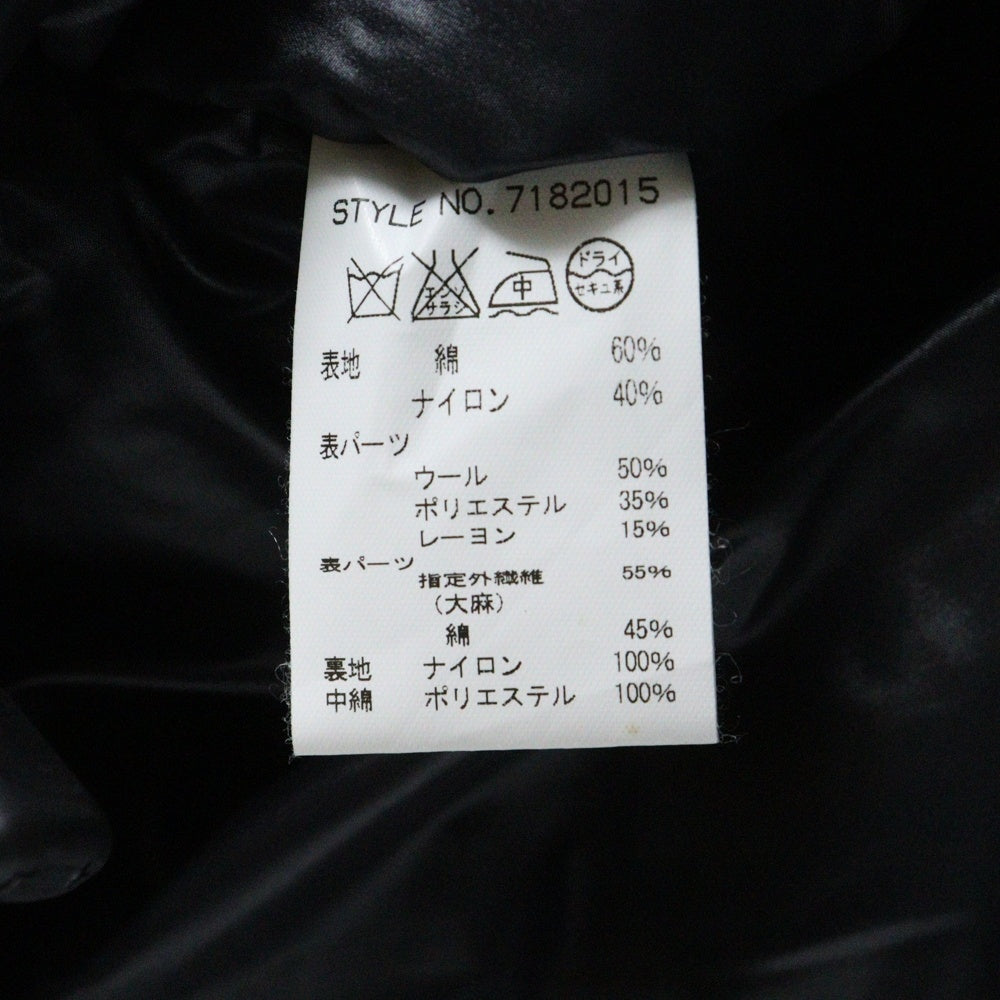 STYLE NO. 7182015
エンソ サラシ 中 ドライ セキユ系
表地 綿 60%
ナイロン 40%
表パーツ
ウール 50%
ポリエステル 35%
レーヨン 15%
表パーツ
指定外繊維 55%
(大麻)
綿 45%
裏地 ナイロン 100%
中綿 ポリエステル 100%